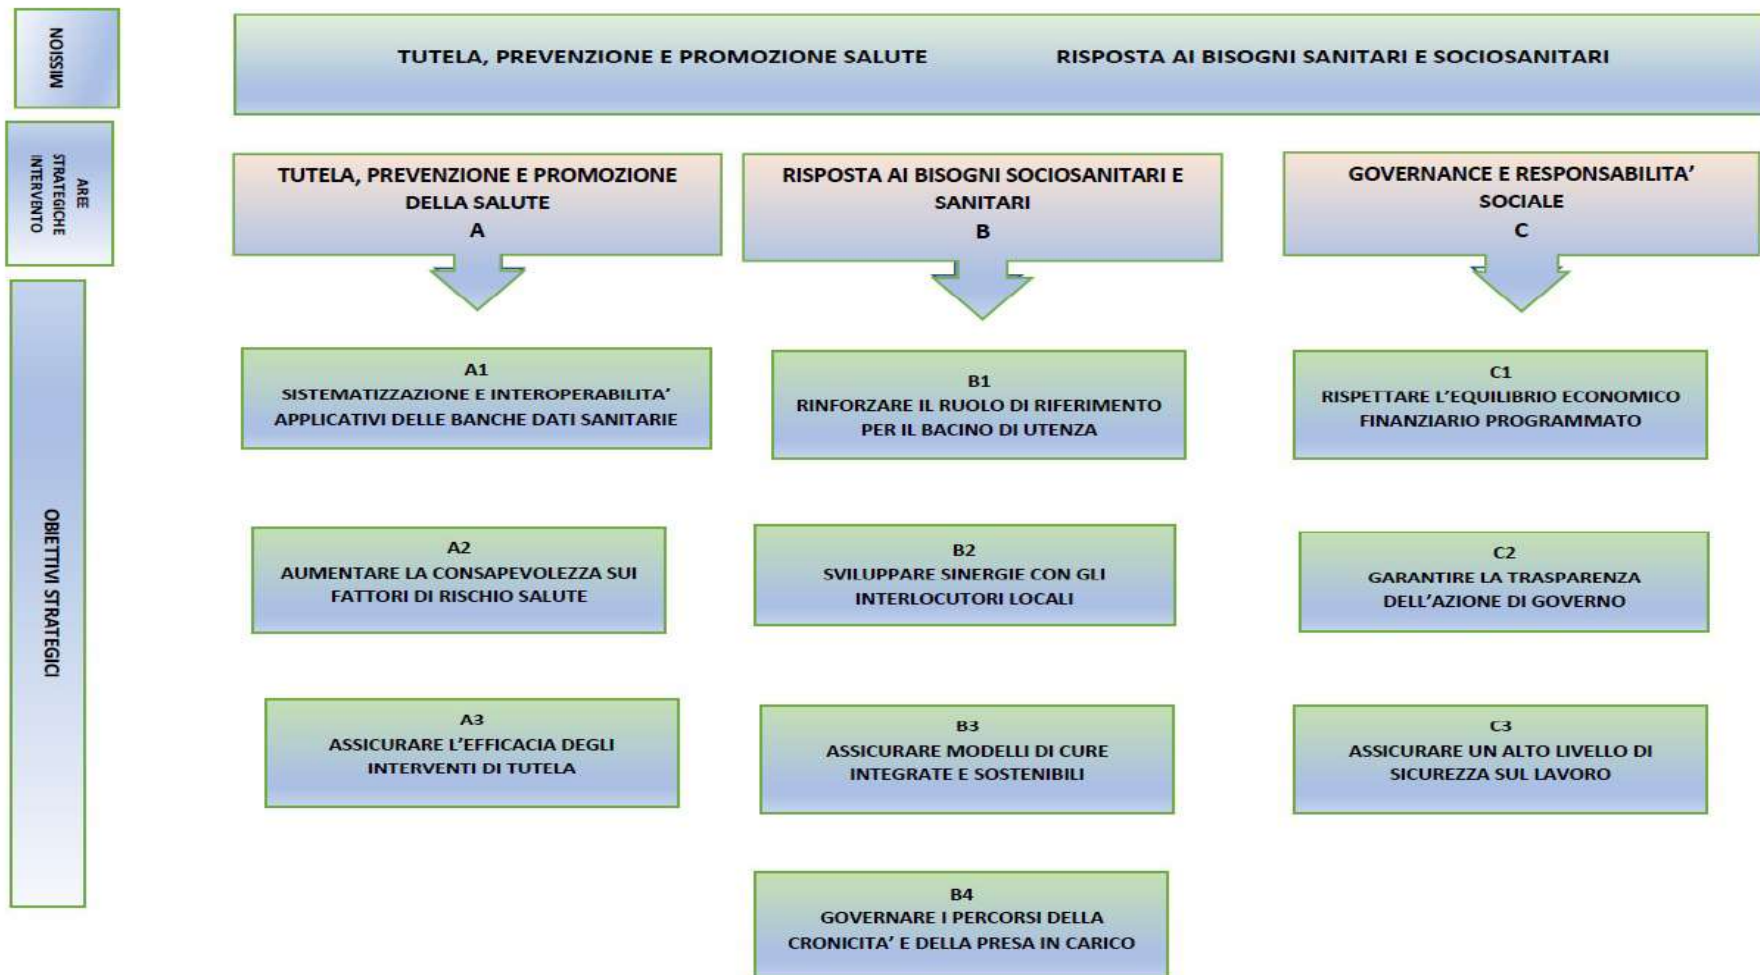 MISSION
TUTELA, PREVENZIONE E PROMOZIONE SALUTE RISPOSTA AI BISOGNI SANITARI E SOCIOSANITARI
AREE
STRATEGICHE
INTERVENTO
TUTELA, PREVENZIONE E PROMOZIONE
DELLA SALUTE
A
RISPOSTA AI BISOGNI SOCIOSANITARI E
SANITARI
B
GOVERNANCE E RESPONSABILITA'
SOCIALE
C
OBIETTIVI STRATEGICI
A1
SISTEMATIZZAZIONE E INTEROPERABILITA'
APPLICATIVI DELLE BANCHE DATI SANITARIE
B1
RINFORZARE IL RUOLO DI RIFERIMENTO
PER IL BACINO DI UTENZA
C1
RISPETTARE L'EQUILIBRIO ECONOMICO
FINANZIARIO PROGRAMMATO
A2
AUMENTARE LA CONSAPEVOLEZZA SUI
FATTORI DI RISCHIO SALUTE
B2
SVILUPPARE SINERGIE CON GLI
INTERLOCUTORI LOCALI
C2
GARANTIRE LA TRASPARENZA
DELL'AZIONE DI GOVERNO
A3
ASSICURARE L'EFFICACIA DEGLI
INTERVENTI DI TUTELA
B3
ASSICURARE MODELLI DI CURE
INTEGRATE E SOSTENIBILI
C3
ASSICURARE UN ALTO LIVELLO DI
SICUREZZA SUL LAVORO
B4
GOVERNARE I PERCORSI DELLA
CRONICITA' E DELLA PRESA IN CARICO